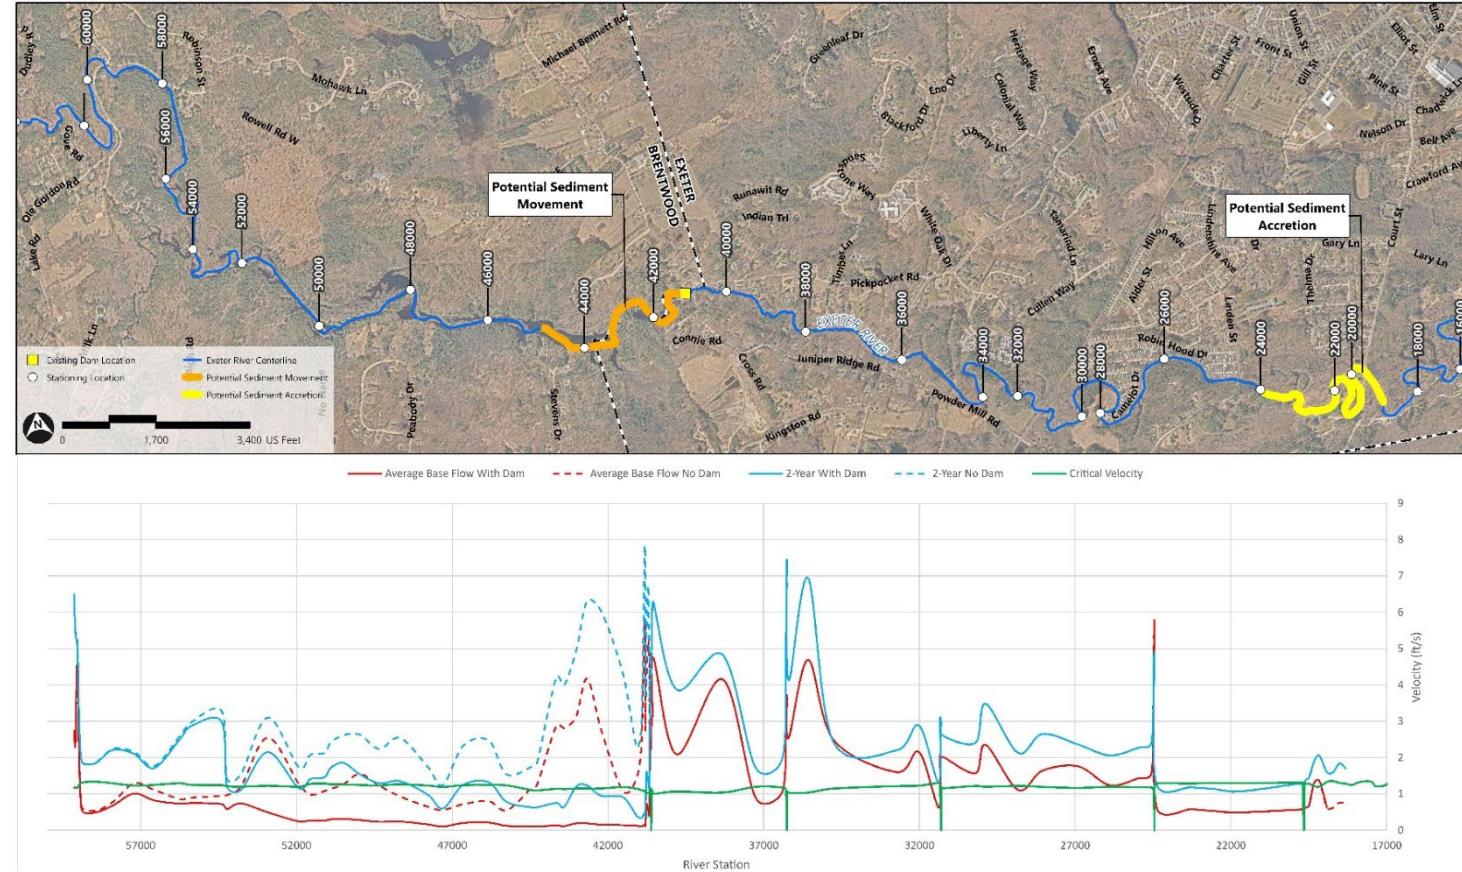 Dudley Rd
60000
58000
Robinson St
Mohawk Ln
Michael Bennett Rd
Greenleaf Dr
Heritage Way
Colonial Way
Ernest Ave
Westside Dr
Charter St
Front St
Union St
Gill St
Elm St
Elliot St
Pine St
Chadwick Ln
Nelson Dr
Bell Ave
Crawford Av
Gove Rd
Ole Gordon Rd
Lake Rd
56000
54000
52000
Rowell Rd W
50000
48000
46000
44000
42000
40000
38000
36000
34000
32000
30000
28000
26000
24000
22000
20000
18000
16000
Potential Sediment
Movement
EXETER
BRENTWOOD
Eno Dr
Blackford Dr
Liberty Ln
Runawit Rd
Indian Trl
White Oak Dr
Tamarind Ln
Timber Ln
Pickpocket Rd
Cullen Way
Hilton Ave
Alder St
Lindenshire Ave
Linden St
Potential Sediment
Accretion
Gary Ln
Thelma Dr
Court St
Lary Ln
EXETER RIVER
Connie Rd
Cross Rd
Juniper Ridge Rd
Powder Mill Rd
Kingston Rd
Robin Hood Dr
Camelot Dr
Peabody Dr
Stevens Dr
Existing Dam Location
Stationing Location
Exeter River Centerline
Potential Sediment Movement
Potential Sediment Accretion
N
0 1,700 3,400 US Feet
Average Base Flow With Dam
Average Base Flow No Dam
2-Year With Dam
2-Year No Dam
Critical Velocity
9
8
7
6
5
4
3
2
1
0
Velocity (ft/s)
57000 52000 47000 42000 37000 32000 27000 22000 17000
River Station